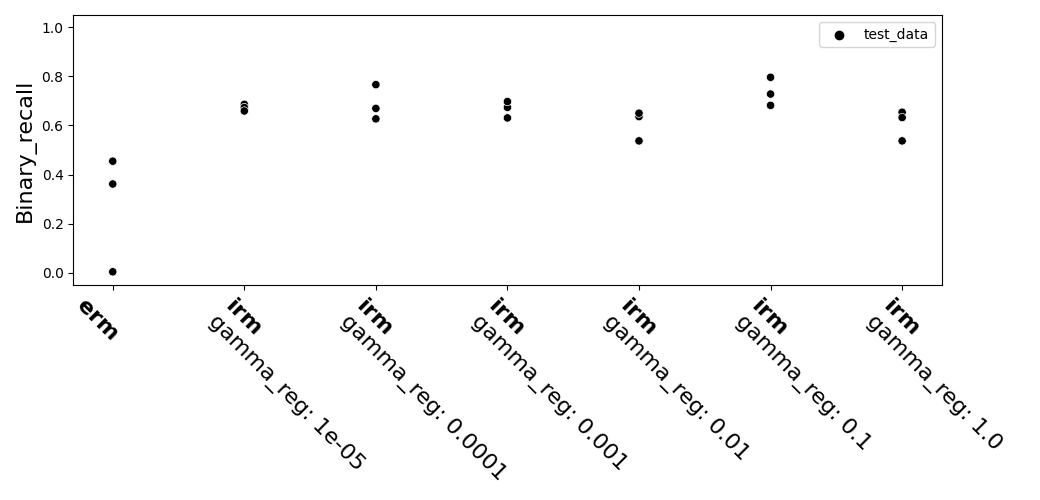 Binary_recall
1.0
0.8
0.6
0.4
0.2
0.0
test_data
erm
irm
gamma_reg: 1e-05
irm
gamma_reg: 0.0001
irm
gamma_reg: 0.001
irm
gamma_reg: 0.01
irm
gamma_reg: 0.1
irm
gamma_reg: 1.0